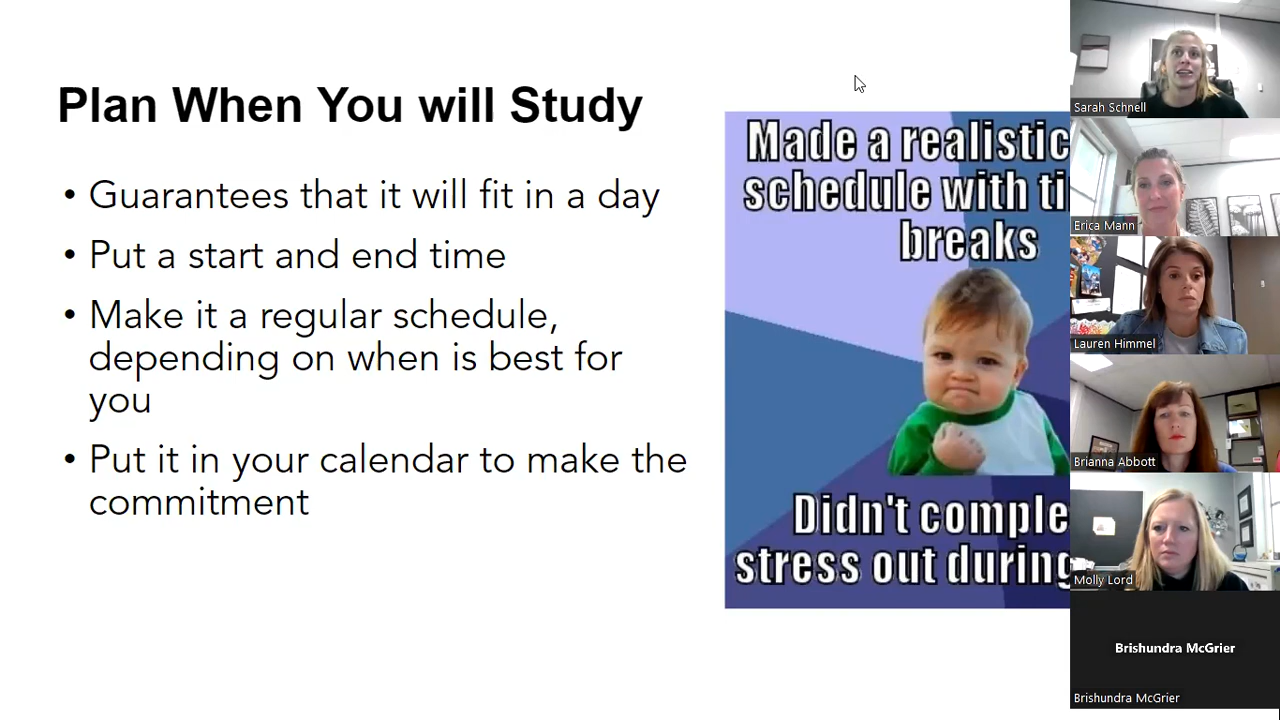 Plan When You will Study
• Guarantees that it will fit in a day
• Put a start and end time
• Make it a regular schedule,
depending on when is best for
you
• Put it in your calendar to make the
commitment
Made a realistic
schedule with
breaks
Didn't
stress out during
Sarah Schnell
Erica Mann
Lauren Himmel
Brianna Abbott
Molly Lord
Brishundra McGrier
Brishundra McGrier